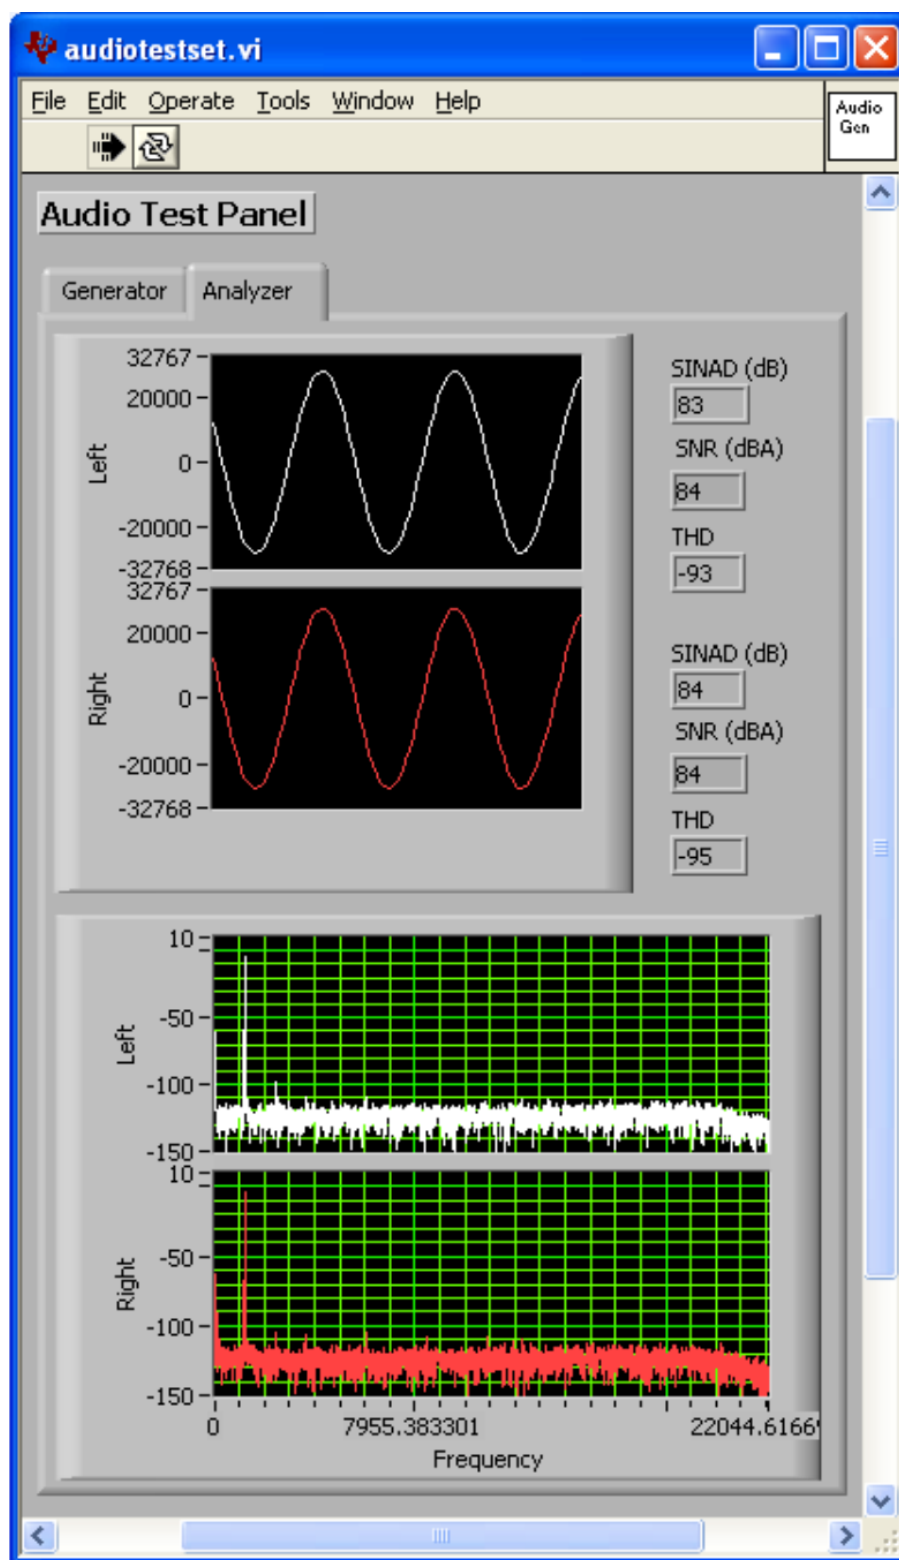 audiotestset.vi
File Edit Operate Tools Window Help
Audio
Gen
Audio Test Panel
Generator
Analyzer
32767
20000
0
-20000
-32768
Left
32767
20000
0
-20000
-32768
Right
SINAD (dB)
83
SNR (dBA)
84
THD
-93
SINAD (dB)
84
SNR (dBA)
84
THD
-95
10
-50
-100
-150
Left
10
-50
-100
-150
Right
0
7955.383301
22044.6166
Frequency